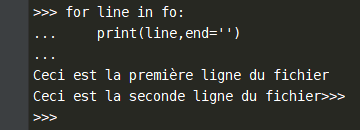 >>> for line in fo:
...     print(line,end='')
...
Ceci est la première ligne du fichier
Ceci est la seconde ligne du fichier>>>
>>>